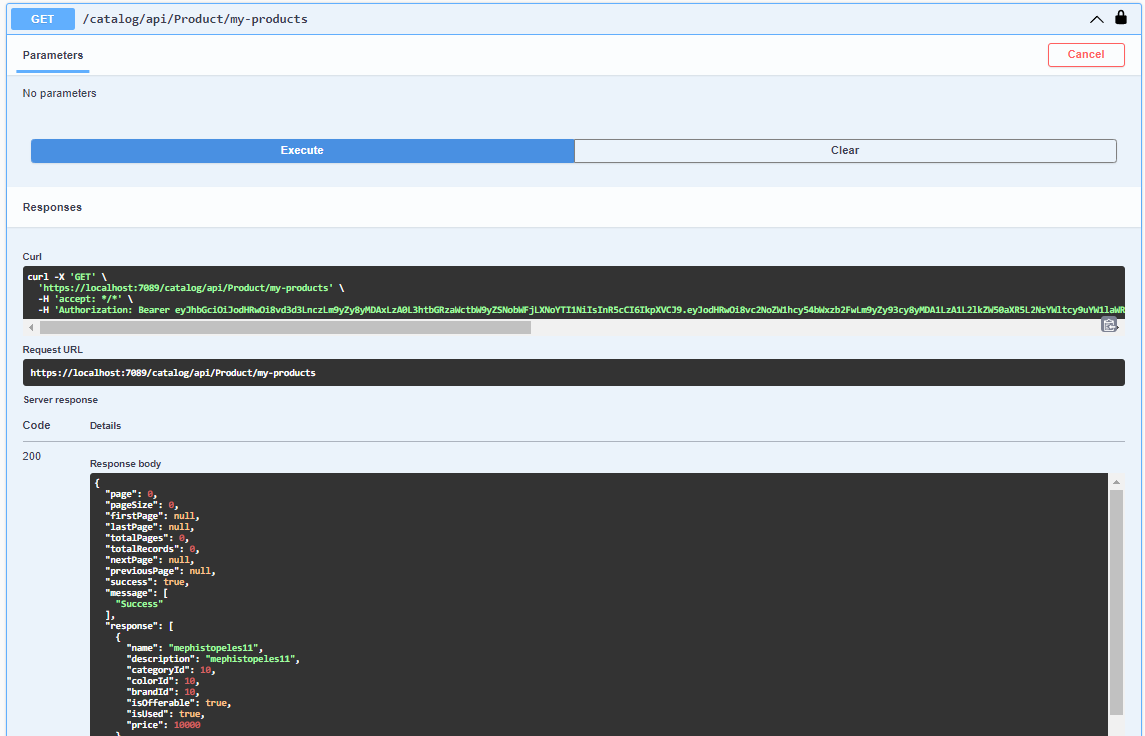 GET /catalog/api/Product/my-products
Parameters
Cancel
No parameters
Execute
Clear
Responses
Curl
curl -X 'GET' \
'https://localhost:7089/catalog/api/Product/my-products' \
-H 'accept: */*' \
-H 'Authorization: Bearer
Request URL
https://localhost:7089/catalog/api/Product/my-products
Server response
Code Details
200
Response body
{
"page": 0,
"pageSize": 0,
"firstPage": null,
"lastPage": null,
"totalPages": 0,
"totalRecords": 0,
"nextPage": null,
"previousPage": null,
"success": true,
"message": [
"Success"
],
"response": [
{
"name": "mephistopeles11",
"description": "mephistopeles11",
"categoryId": 10,
"colorId": 10,
"brandId": 10,
"isOfferable": true,
"isUsed": true,
"price": 10000
}